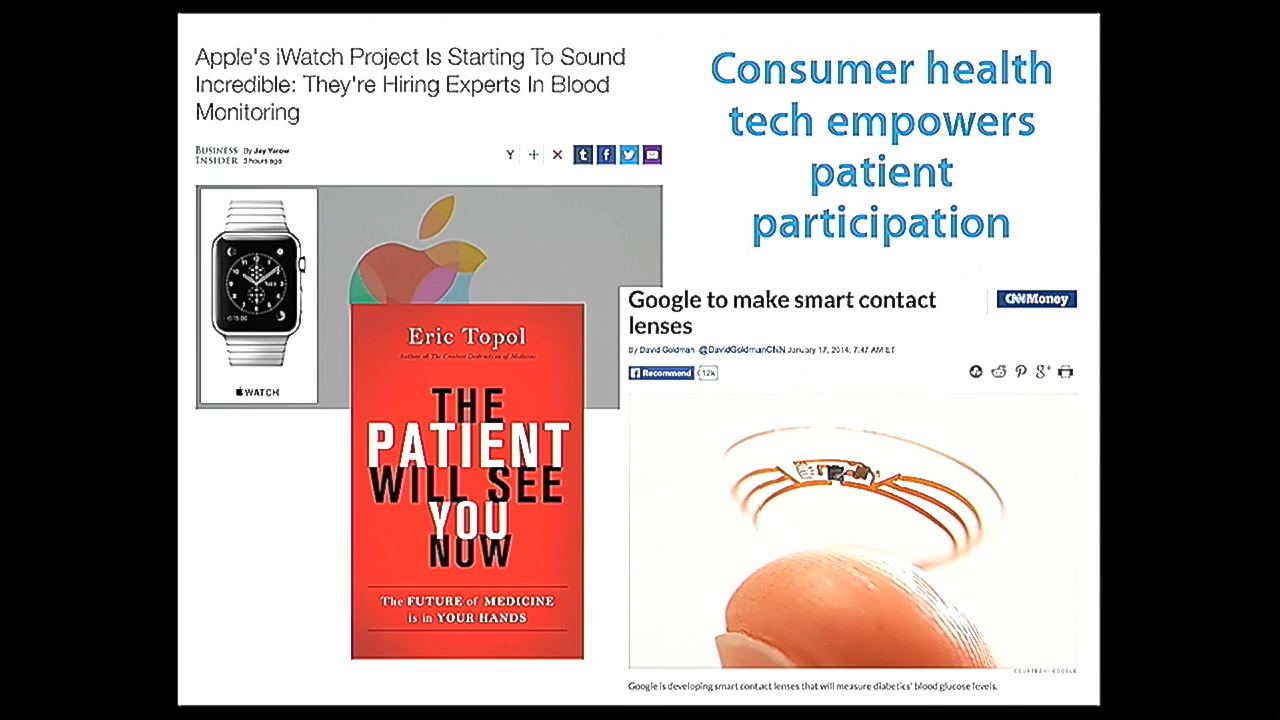 Apple's iWatch Project Is Starting To Sound
Incredible: They're Hiring Experts In Blood
Monitoring
BUSINESS By Jay Yarow
INSIDER 3 hours ago
WATCH
Consumer health
tech empowers
patient
participation
Eric Topol
Author of The Creative Destruction of Medicine
THE
PATIENT
WILL SEE
YOU
NOW
The FUTURE of MEDICINE
is in YOUR HANDS
Google to make smart contact
lenses
CNNMoney
By David Goldman @DavidGoldmanCNN January 17, 2014: 7:47 AM ET
Recommend 12k
COURTESY: GOOGLE
Google is developing smart contact lenses that will measure diabetics' blood glucose levels.